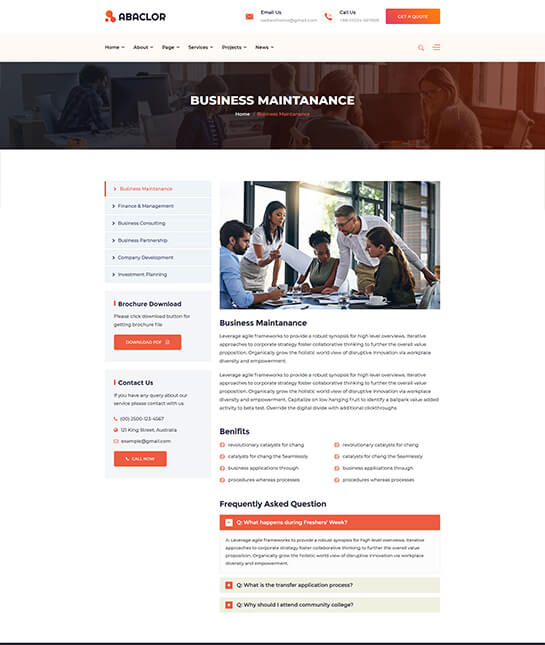 ABACLOR
Email Us
Call Us
GET A QUOTE
Home
About
Page
Services
Projects
News
BUSINESS MAINTANANCE
Home / Business Maintanance
Business Maintanance
Finance & Management
Business Consulting
Business Partnership
Company Development
Investment Planning
Brochure Download
Please click download button for
getting brochure file
DOWNLOAD PDF
Contact Us
If you have any query about our
service please contact with us
(00) 2500-123-4567
121 King Street, Australia
example@gmail.com
CALL NOW
Business Maintanance
Leverage agile frameworks to provide a robust synopsis for high level overviews. Iterative
approaches to corporate strategy foster collaborative thinking to further the overall value
proposition. Organically grow the holistic world view of disruptive innovation via workplace
diversity and empowerment.
Leverage agile frameworks to provide a robust synopsis for high level overviews. Iterative
approaches to corporate strategy foster collaborative thinking to further the overall value
proposition. Organically grow the holistic world view of disruptive innovation via workplace
diversity and empowerment. Capitalize on low hanging fruit to identify a ballpark value added
activity to beta test. Override the digital divide with additional clickthroughs
Benifits
revolutionary catalysts for chang
catalysts for chang the Seamlessly
business applications through
procedures whereas processes
revolutionary catalysts for chang
catalysts for chang the Seamlessly
business applications through
procedures whereas processes
Frequently Asked Question
Q: What happens during Freshers' Week?
A: Leverage agile frameworks to provide a robust synopsis for high level overviews. Iterative
approaches to corporate strategy foster collaborative thinking to further the overall value
proposition. Organically grow the holistic world view of disruptive innovation via workplace
diversity and empowerment.
Q: What is the transfer application process?
Q: Why should I attend community college?